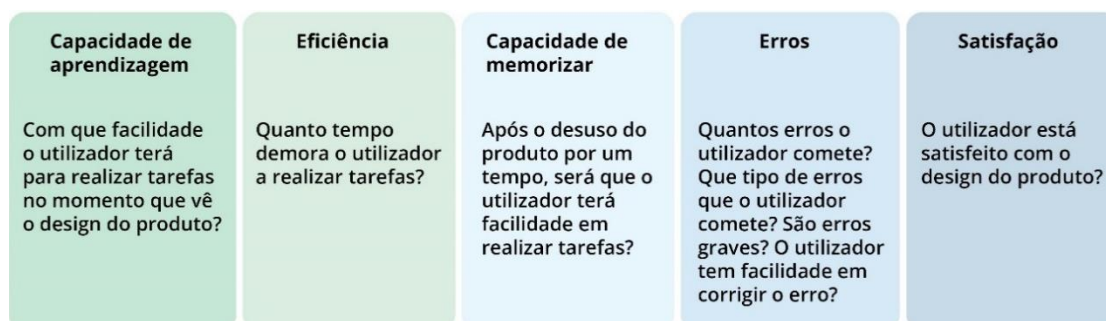 Capacidade de
aprendizagem
Com que facilidade
o utilizador terá
para realizar tarefas
no momento que vê
o design do produto?
Eficiência
Quanto tempo
demora o utilizador
a realizar tarefas?
Capacidade de
memorizar
Após o desuso do
produto por um
tempo, será que o
utilizador terá
facilidade em
realizar tarefas?
Erros
Quantos erros o
utilizador comete?
Que tipo de erros
que o utilizador
comete? São erros
graves? O utilizador
tem facilidade em
corrigir o erro?
Satisfação
O utilizador está
satisfeito com o
design do produto?